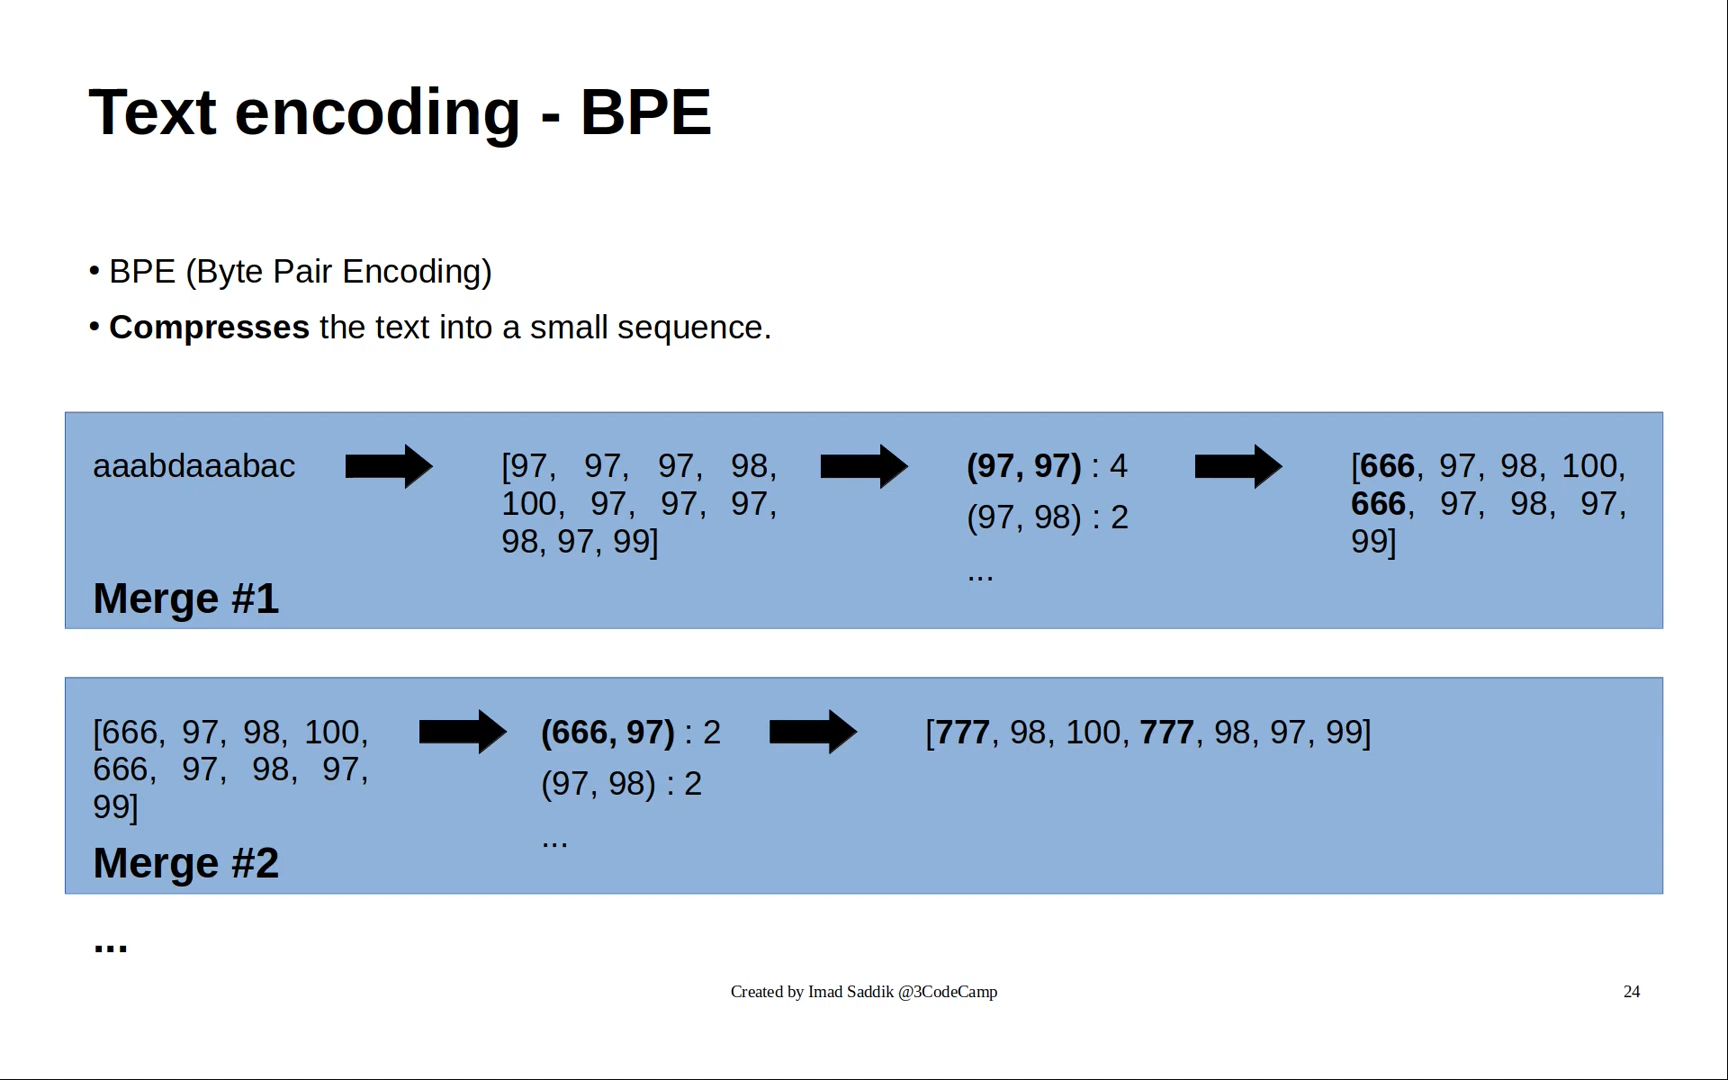 Text encoding - BPE
• BPE (Byte Pair Encoding)
• Compresses the text into a small sequence.
aaabdaaabac
[97, 97, 97, 98,
100, 97, 97, 97,
98, 97, 99]
(97, 97) : 4
(97, 98) : 2
...
[666, 97, 98, 100,
666, 97, 98, 97,
99]
Merge #1
[666, 97, 98, 100,
666, 97, 98, 97,
99]
(666, 97) : 2
(97, 98) : 2
...
[777, 98, 100, 777, 98, 97, 99]
Merge #2
...
Created by Imad Saddik @3CodeCamp
24